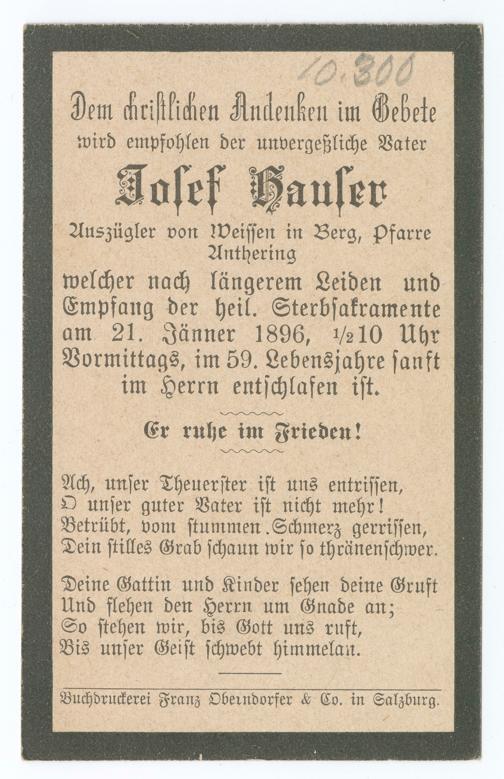 10.300
Dem christlichen Andenken im Gebete
wird empfohlen der unvergeßliche Vater
Josef Hauser
Auszügler von Weissen in Berg, Pfarre
Anthering
welcher nach längerem Leiden und
Empfang der heil. Sterbsakramente
am 21. Jänner 1896, 1/2 10 Uhr
Vormittags, im 59. Lebensjahre sanft
im Herrn entschlafen ist.
Er ruhe im Frieden!
Ach, unser Theuerster ist uns entrissen,
O unser guter Vater ist nicht mehr!
Betrübt, vom stummen Schmerz gerrissen,
Dein stilles Grab schaun wir so thränenschwer.
Deine Gattin und Kinder sehen deine Gruft
Und flehen den Herrn um Gnade an;
So stehen wir, bis Gott uns ruft,
Bis unser Geist schwebt himmelan.
Buchdruckerei Franz Oberndorfer & Co. in Salzburg.